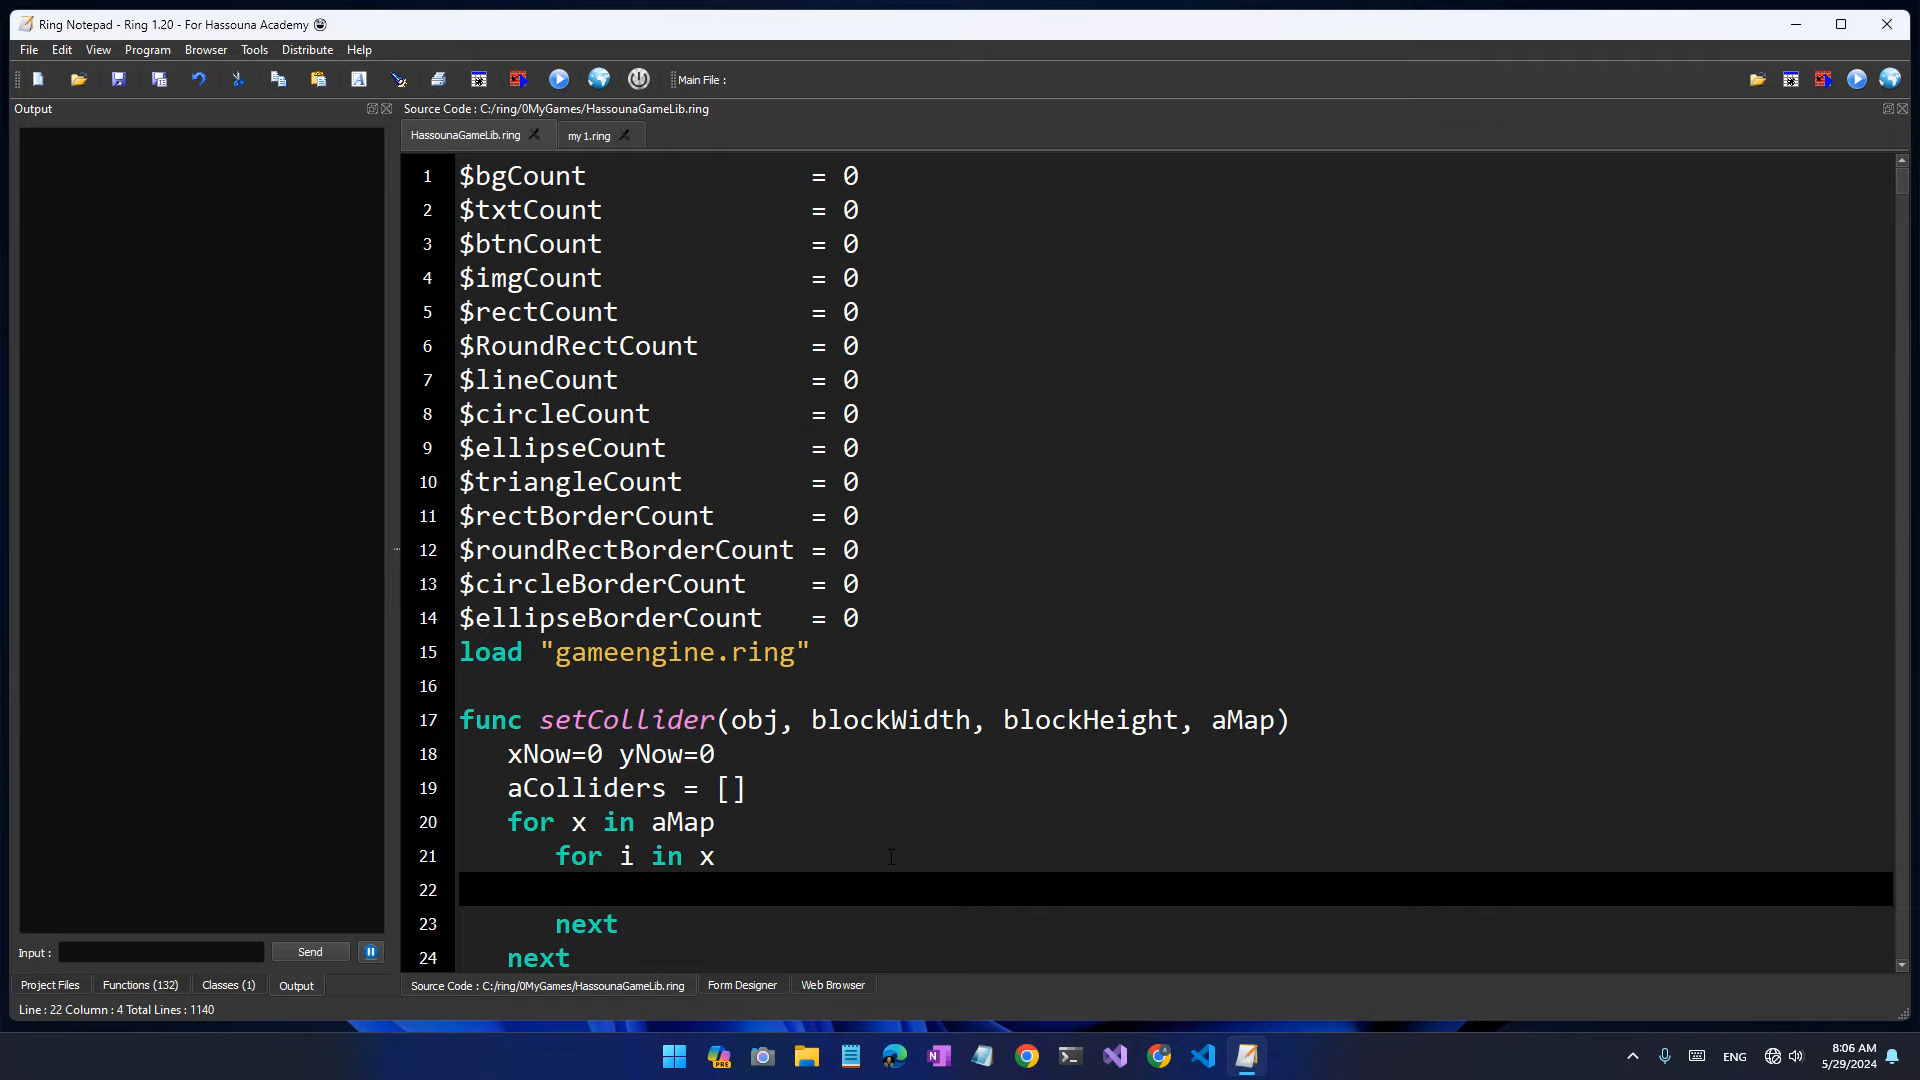 Ring Notepad - Ring 1.20 - For Hassouna Academy 😀
File Edit View Program Browser Tools Distribute Help
Main File :
Output
Source Code : C:/ring/0MyGames/HassounaGameLib.ring
HassounaGameLib.ring my 1.ring
1 $bgCount = 0
2 $txtCount = 0
3 $btnCount = 0
4 $imgCount = 0
5 $rectCount = 0
6 $RoundRectCount = 0
7 $lineCount = 0
8 $circleCount = 0
9 $ellipseCount = 0
10 $triangleCount = 0
11 $rectBorderCount = 0
12 $roundRectBorderCount = 0
13 $circleBorderCount = 0
14 $ellipseBorderCount = 0
15 load "gameengine.ring"
16
17 func setCollider(obj, blockWidth, blockHeight, aMap)
18 xNow=0 yNow=0
19 aColliders = []
20 for x in aMap
21 for i in x
22
23 next
24 next
Input : Send
Project Files Functions (132) Classes (1) Output
Source Code : C:/ring/0MyGames/HassounaGameLib.ring Form Designer Web Browser
Line : 22 Column : 4 Total Lines : 1140
PRE
ENG
8:06 AM
5/29/2024